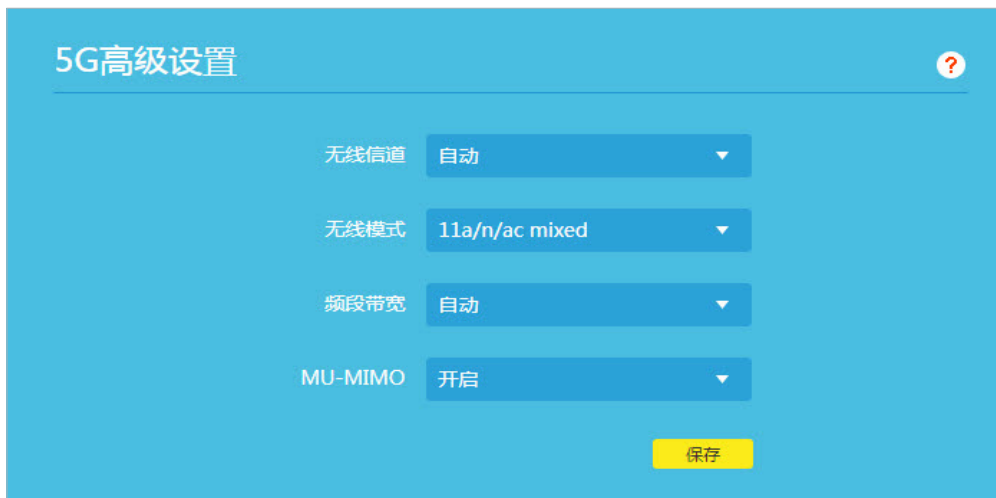 5G高级设置
?
无线信道 自动
无线模式 11a/n/ac mixed
频段带宽 自动
MU-MIMO 开启
保存